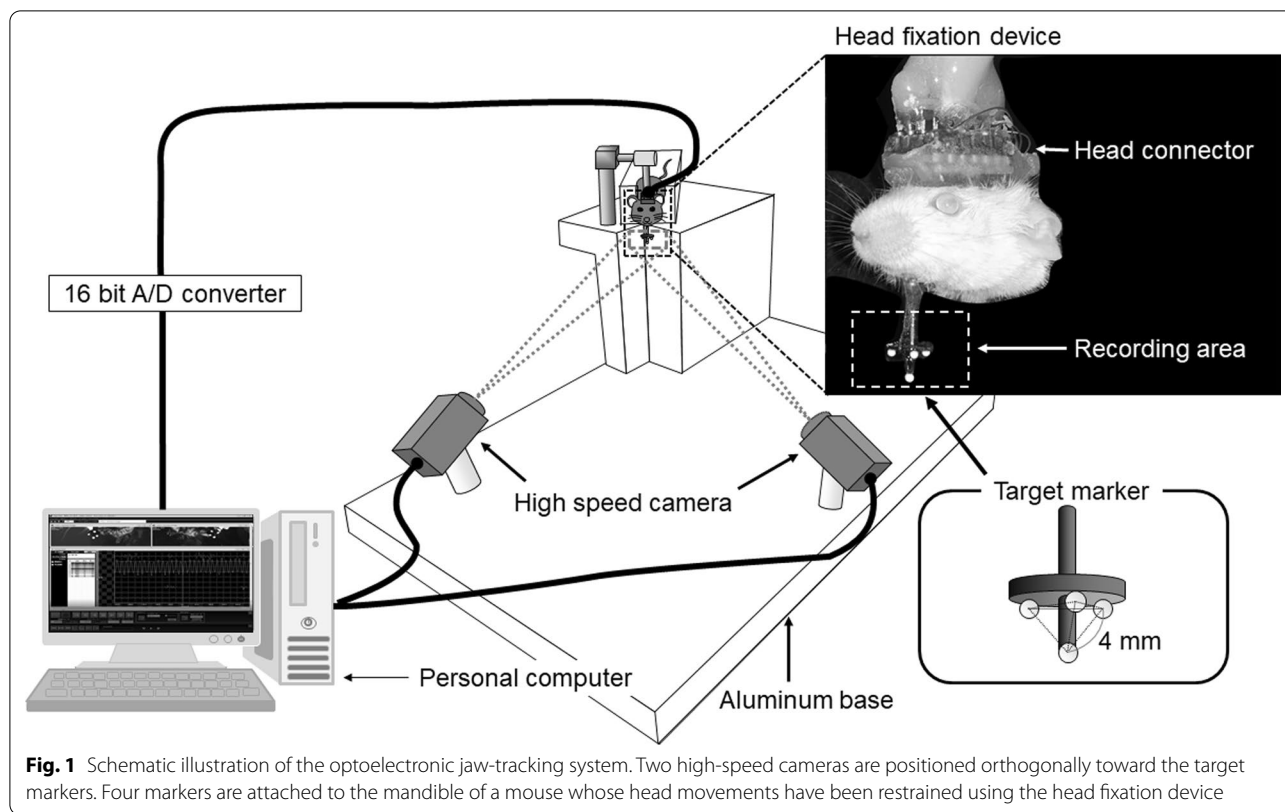 Head fixation device
Head connector
16 bit A/D converter
Recording area
Target marker
High speed camera
4 mm
Personal computer
Aluminum base
Fig. 1 Schematic illustration of the optoelectronic jaw-tracking system. Two high-speed cameras are positioned orthogonally toward the target
markers. Four markers are attached to the mandible of a mouse whose head movements have been restrained using the head fixation device